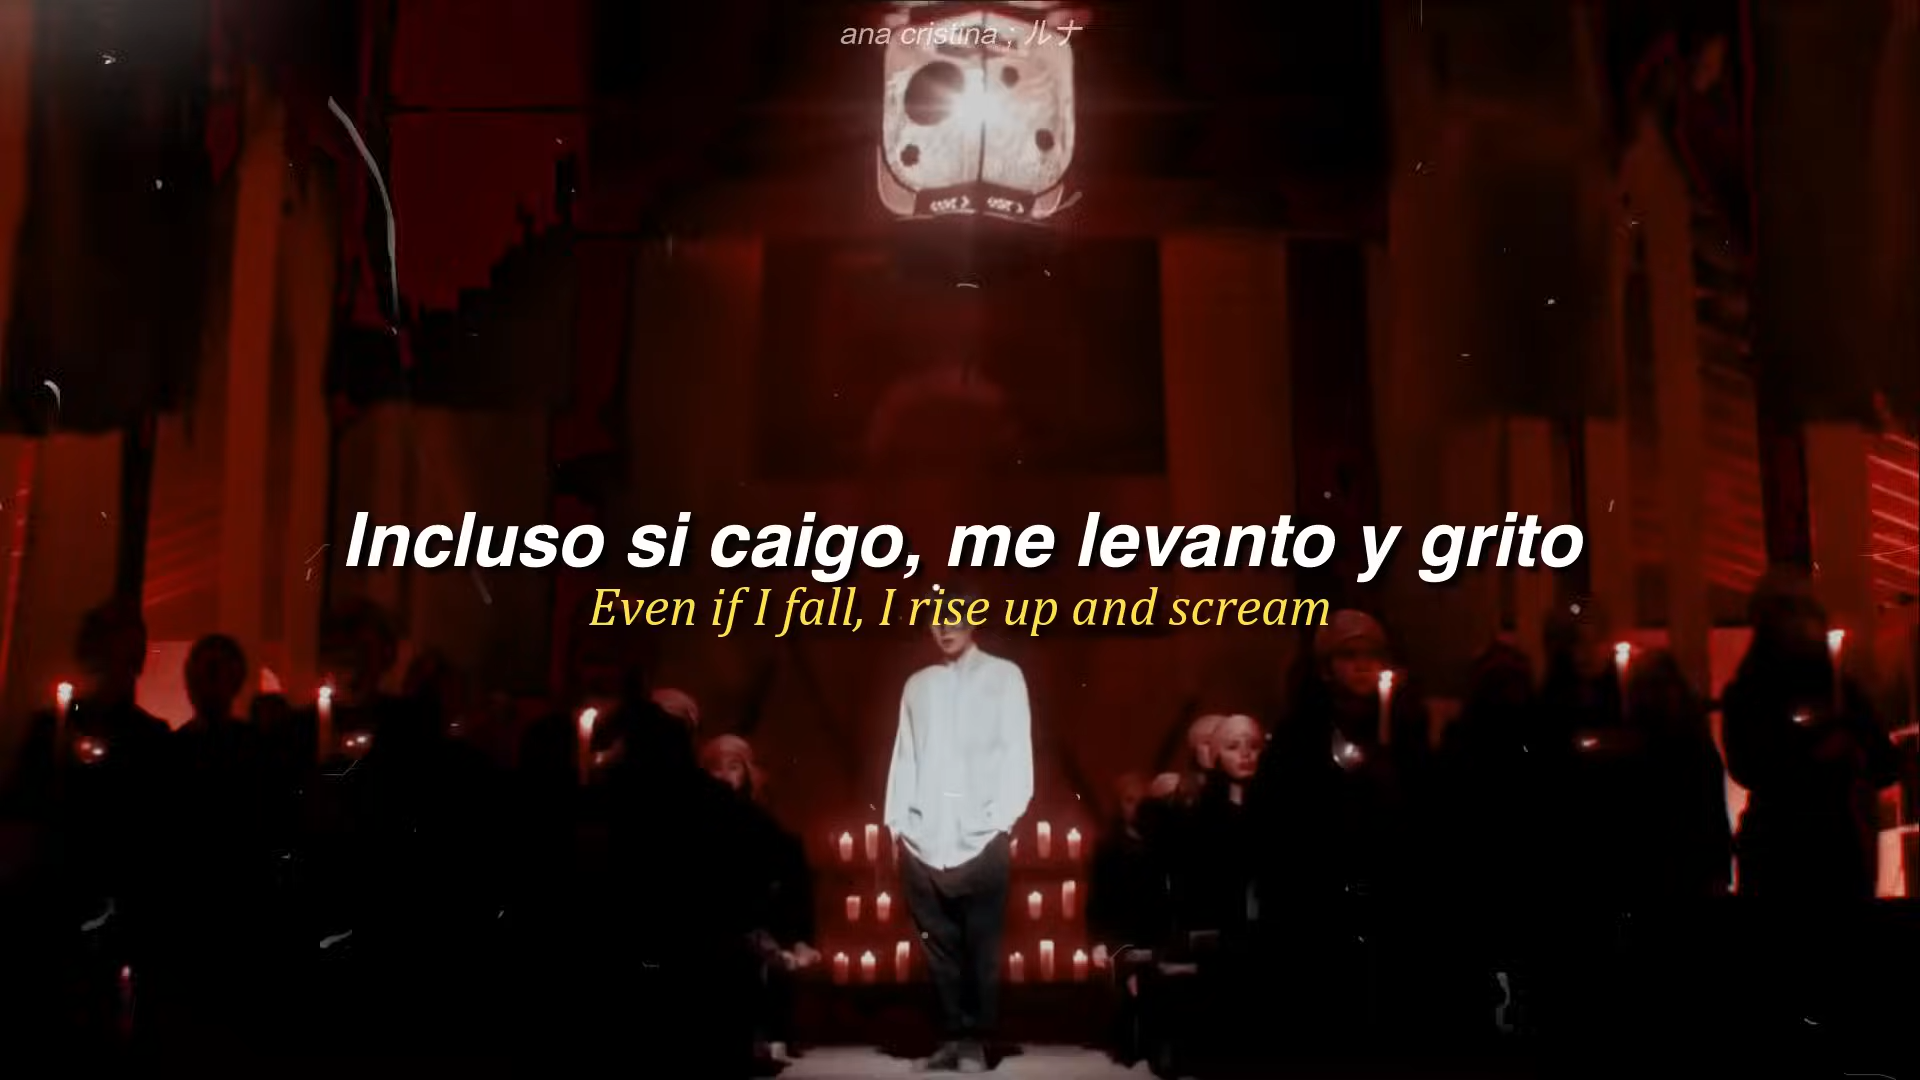 ana cristina ; ルナ
Incluso si caigo, me levanto y grito
Even if I fall, I rise up and scream